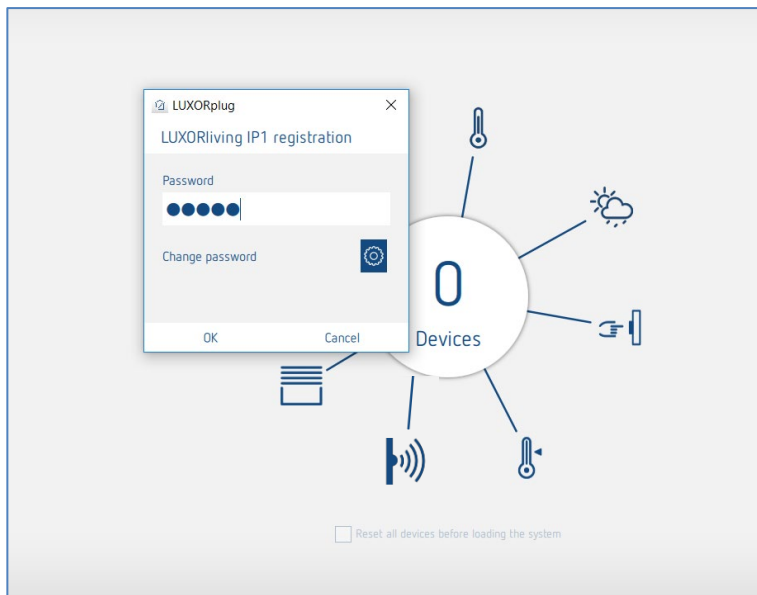 LUXORplug
LUXORliving IP1 registration
Password
Change password
OK Cancel
0
Devices
Reset all devices before loading the system